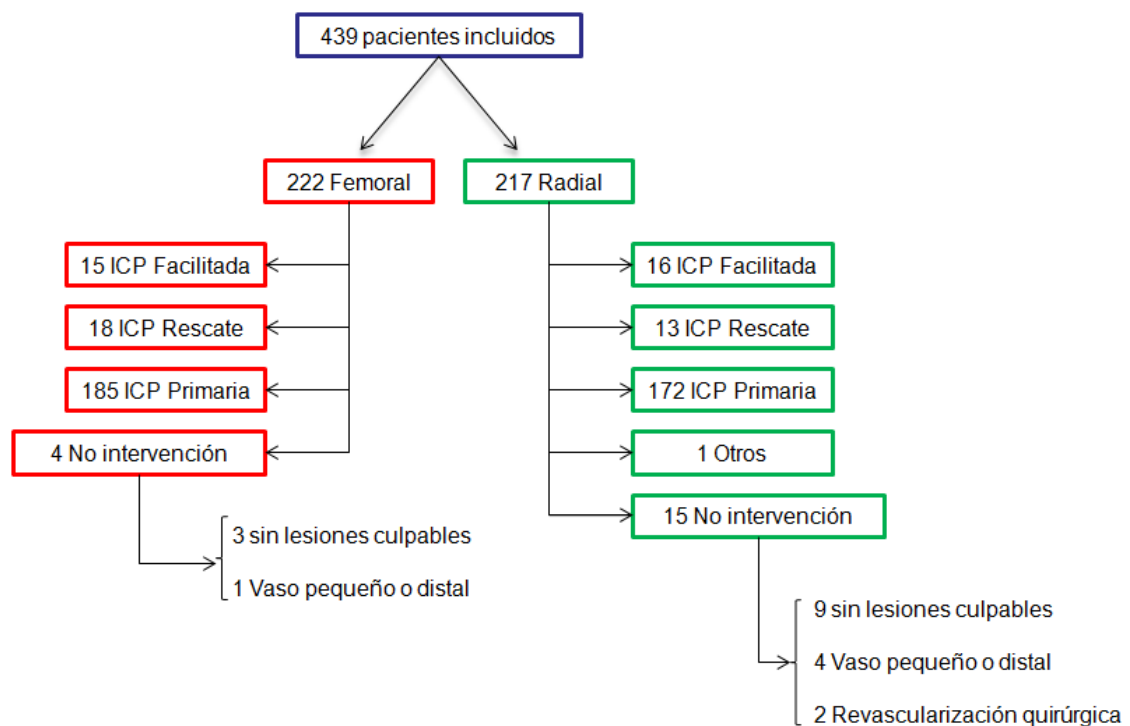 439 pacientes incluidos
222 Femoral
217 Radial
15 ICP Facilitada
18 ICP Rescate
185 ICP Primaria
4 No intervención
3 sin lesiones culpables
1 Vaso pequeño o distal
16 ICP Facilitada
13 ICP Rescate
172 ICP Primaria
1 Otros
15 No intervención
9 sin lesiones culpables
4 Vaso pequeño o distal
2 Revascularización quirúrgica